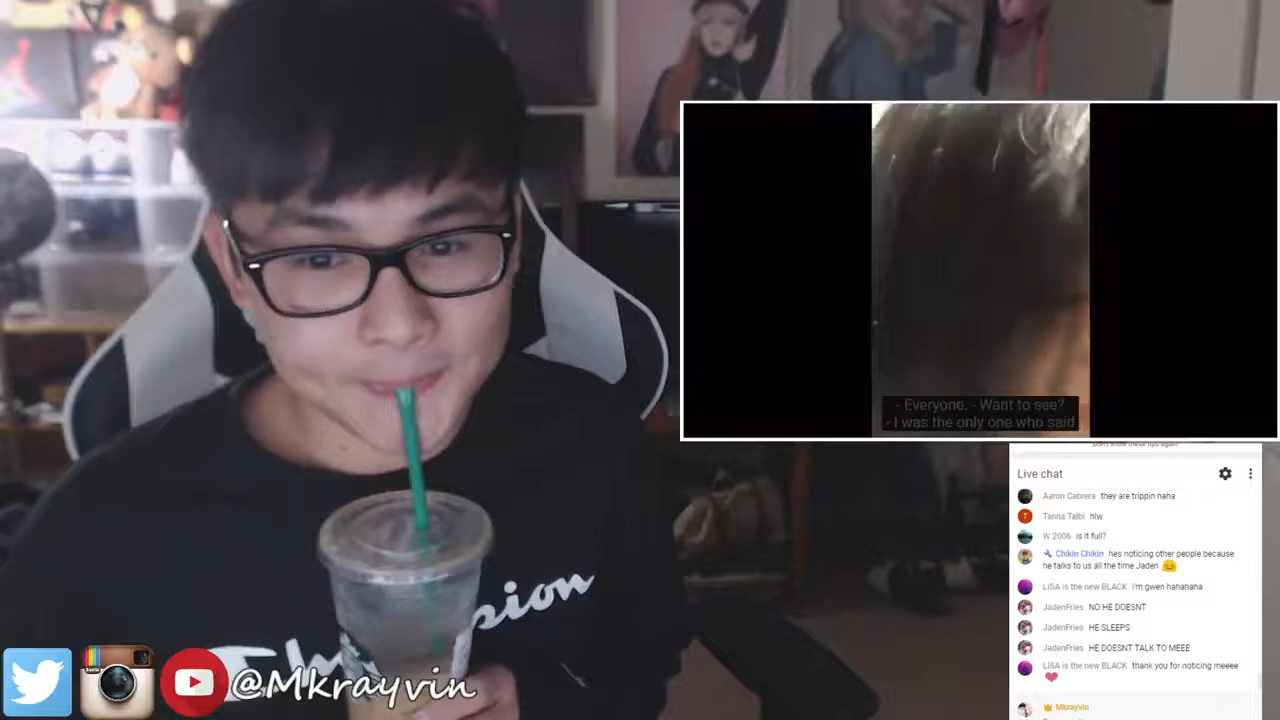 - Everyone. - Want to see?
- I was the only one who said
Live chat
Aaron Cabrera they are trippin haha
T
Tanna Talbi hlw
W 2006 is it full?
Chikin Chikin hes noticing other people because
he talks to us all the time Jaden 😊
LISA is the new BLACK i'm gwen hahanaha
JadenFries NO HE DOESNT
JadenFries HE SLEEPS
JadenFries HE DOESNT TALK TO MEEE
LISA is the new BLACK thank you for noticing meeee
❤
Mkrayvin
@Mkrayvin